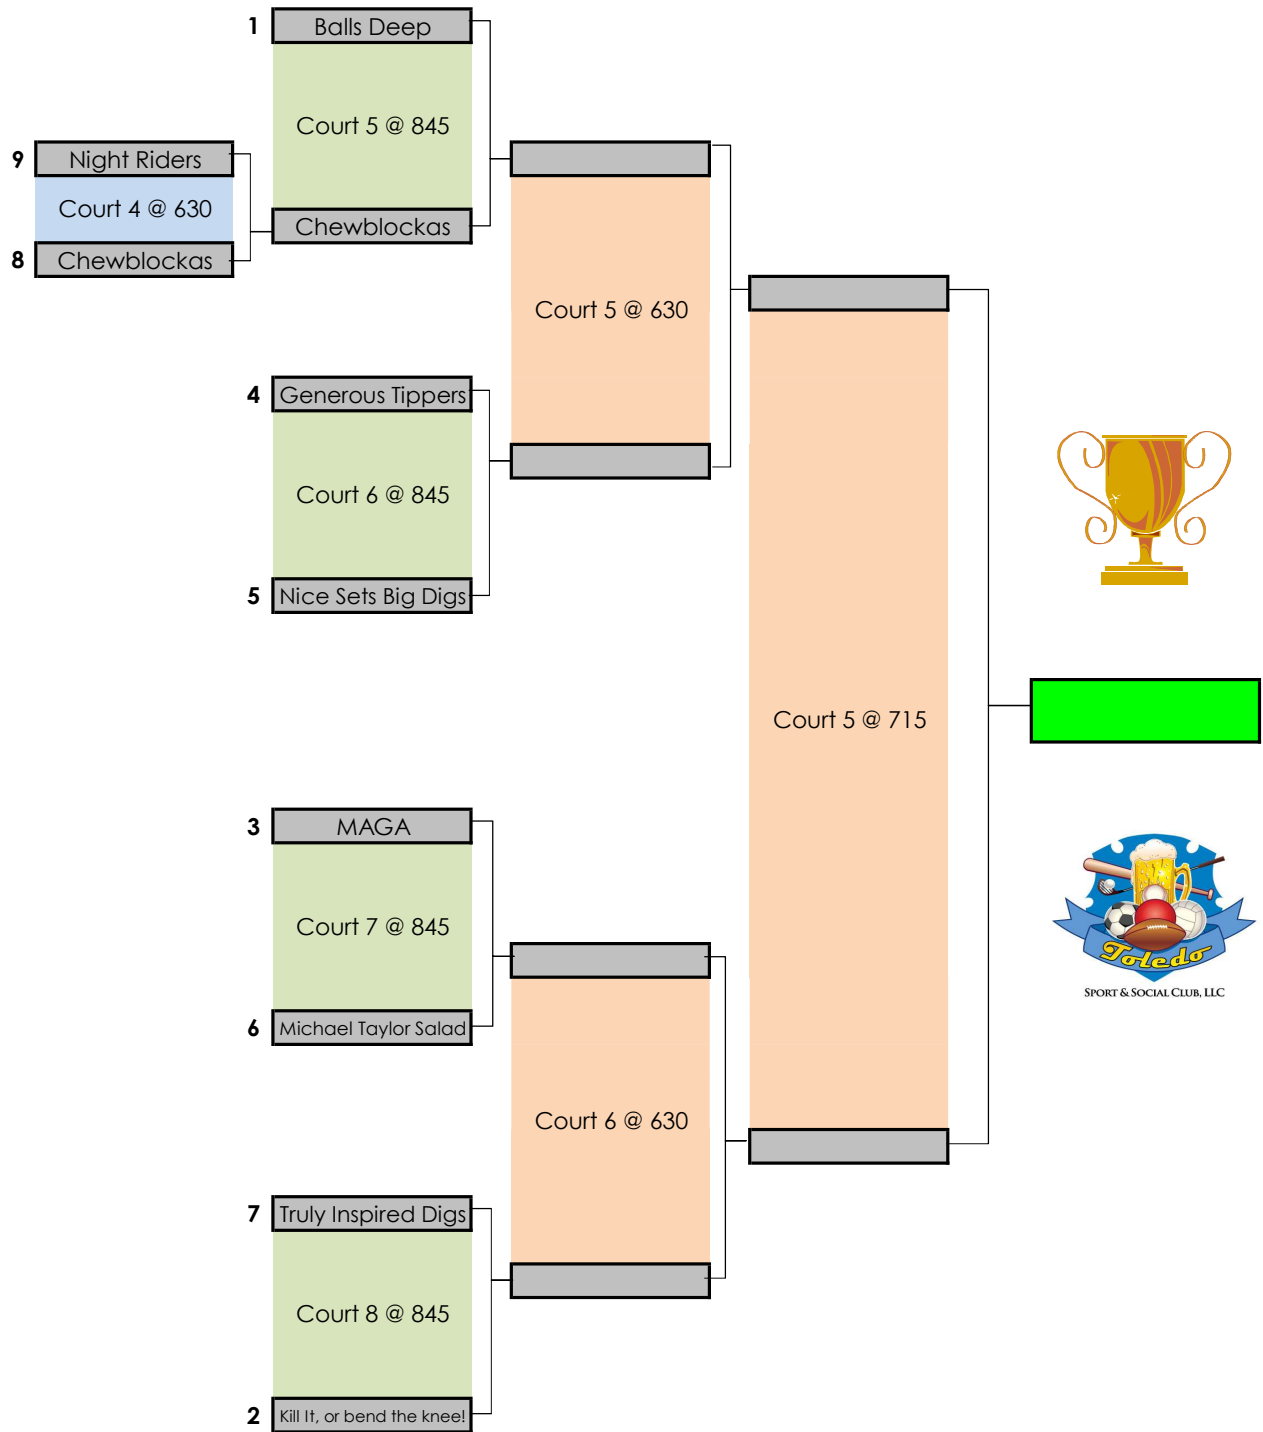 1 Balls Deep
Court 5 @ 845
9 Night Riders
Court 4 @ 630
Chewblockas
8 Chewblockas
Court 5 @ 630
4 Generous Tippers
Court 6 @ 845
5 Nice Sets Big Digs
Court 5 @ 715
3 MAGA
Court 7 @ 845
6 Michael Taylor Salad
Toledo
SPORT & SOCIAL CLUB, LLC
Court 6 @ 630
7 Truly Inspired Digs
Court 8 @ 845
2 Kill It, or bend the knee!